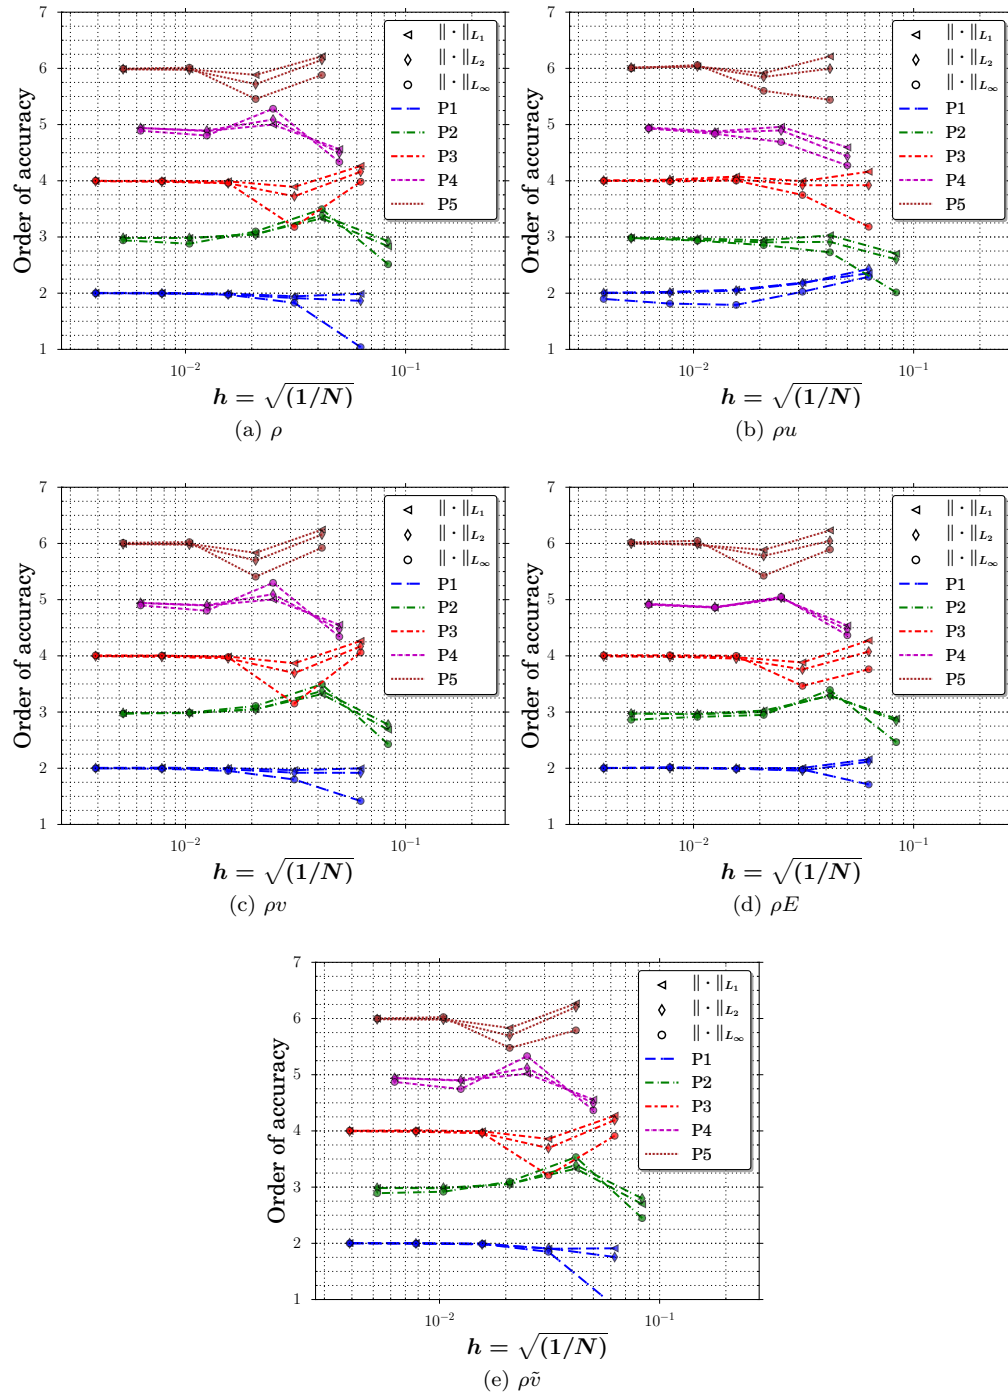 7
6
5
4
3
2
1
Order of accuracy
‖ · ‖L₁
‖ · ‖L₂
‖ · ‖L∞
P1
P2
P3
P4
P5
10⁻²
10⁻¹
h = √(1/N)
(a) ρ
7
6
5
4
3
2
1
Order of accuracy
‖ · ‖L₁
‖ · ‖L₂
‖ · ‖L∞
P1
P2
P3
P4
P5
10⁻²
10⁻¹
h = √(1/N)
(b) ρu
7
6
5
4
3
2
1
Order of accuracy
‖ · ‖L₁
‖ · ‖L₂
‖ · ‖L∞
P1
P2
P3
P4
P5
10⁻²
10⁻¹
h = √(1/N)
(c) ρv
7
6
5
4
3
2
1
Order of accuracy
‖ · ‖L₁
‖ · ‖L₂
‖ · ‖L∞
P1
P2
P3
P4
P5
10⁻²
10⁻¹
h = √(1/N)
(d) ρE
7
6
5
4
3
2
1
Order of accuracy
‖ · ‖L₁
‖ · ‖L₂
‖ · ‖L∞
P1
P2
P3
P4
P5
10⁻²
10⁻¹
h = √(1/N)
(e) ρṽ